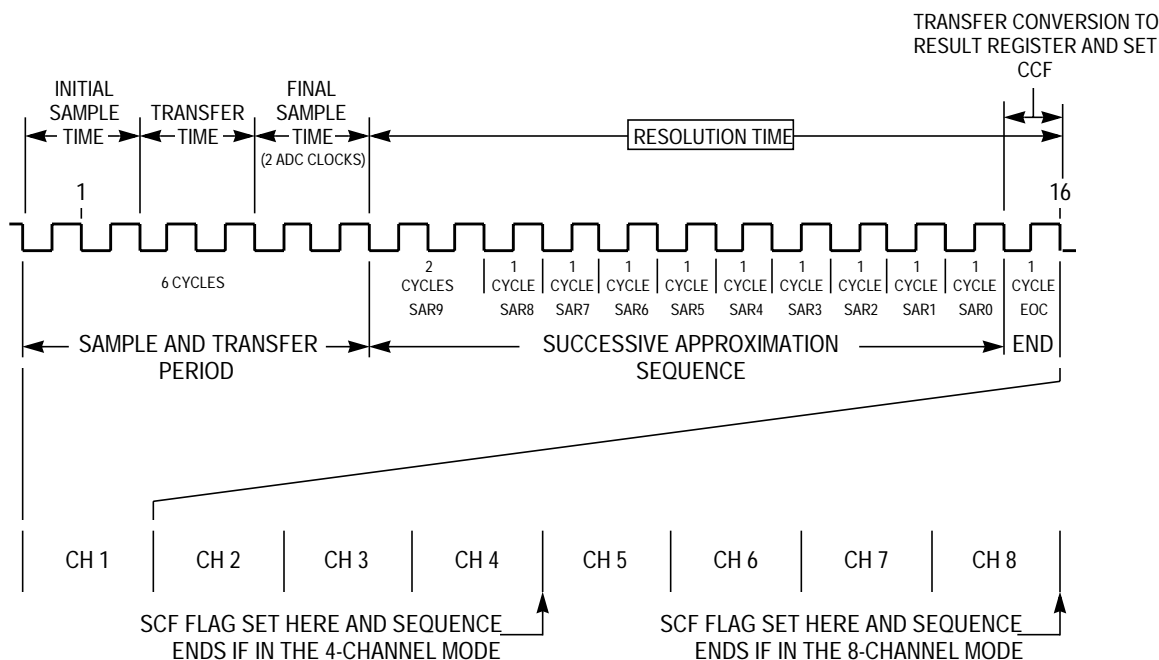 TRANSFER CONVERSION TO
RESULT REGISTER AND SET
CCF
INITIAL
SAMPLE
TIME
TRANSFER
TIME
FINAL
SAMPLE
TIME
(2 ADC CLOCKS)
RESOLUTION TIME
1
16
6 CYCLES
2
CYCLES
SAR9
1
CYCLE
SAR8
1
CYCLE
SAR7
1
CYCLE
SAR6
1
CYCLE
SAR5
1
CYCLE
SAR4
1
CYCLE
SAR3
1
CYCLE
SAR2
1
CYCLE
SAR1
1
CYCLE
SAR0
1
CYCLE
EOC
SAMPLE AND TRANSFER
PERIOD
SUCCESSIVE APPROXIMATION
SEQUENCE
END
CH 1
CH 2
CH 3
CH 4
CH 5
CH 6
CH 7
CH 8
SCF FLAG SET HERE AND SEQUENCE
ENDS IF IN THE 4-CHANNEL MODE
SCF FLAG SET HERE AND SEQUENCE
ENDS IF IN THE 8-CHANNEL MODE